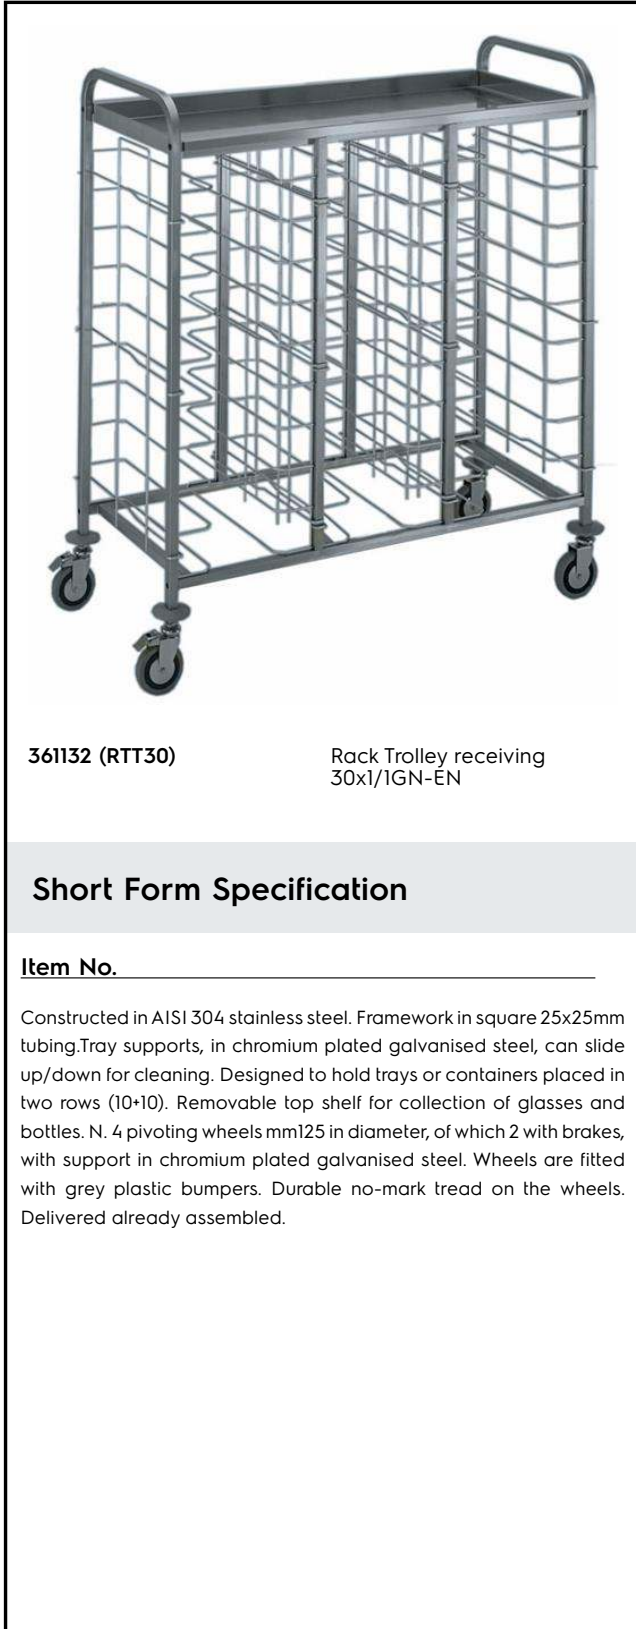 361132 (RTT30)
Rack Trolley receiving
30x1/1GN-EN
Short Form Specification
Item No.
Constructed in AISI 304 stainless steel. Framework in square 25x25mm
tubing.Tray supports, in chromium plated galvanised steel, can slide
up/down for cleaning. Designed to hold trays or containers placed in
two rows (10+10). Removable top shelf for collection of glasses and
bottles. N. 4 pivoting wheels mm125 in diameter, of which 2 with brakes,
with support in chromium plated galvanised steel. Wheels are fitted
with grey plastic bumpers. Durable no-mark tread on the wheels.
Delivered already assembled.